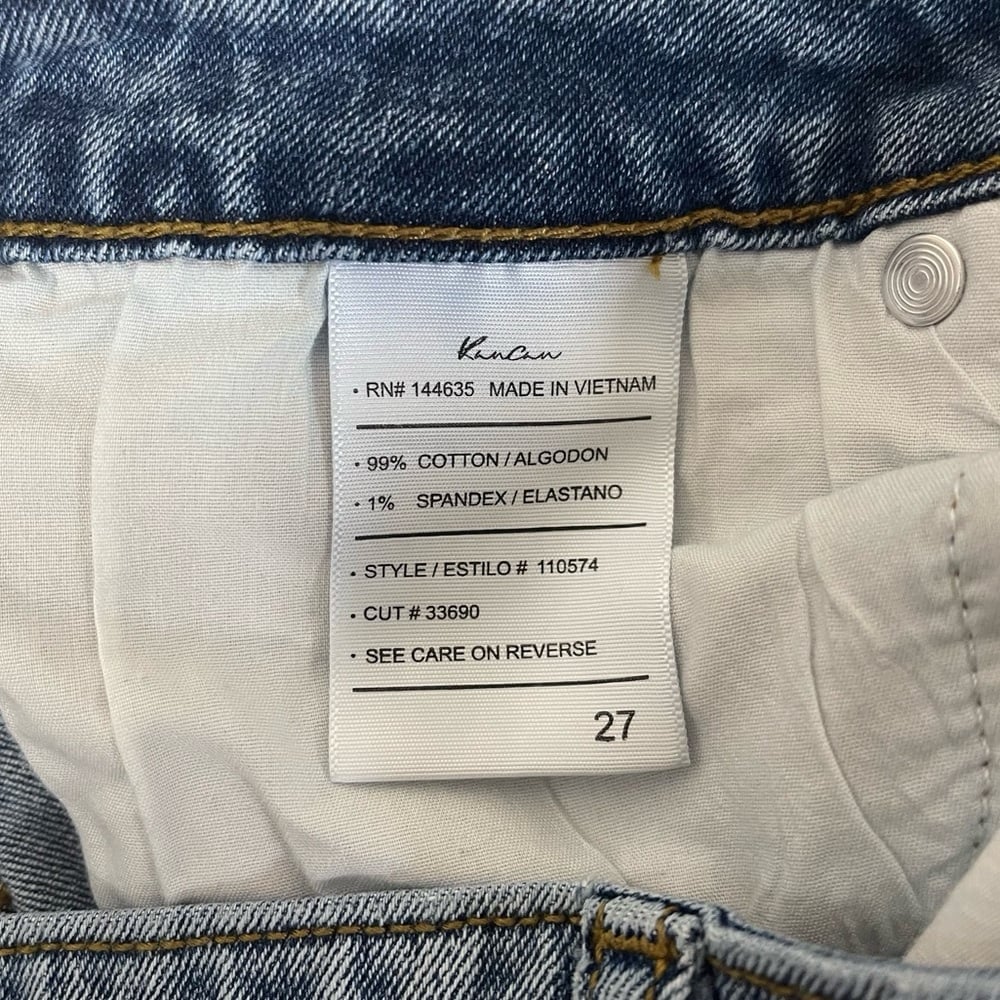 KanCan
· RN# 144635 MADE IN VIETNAM
· 99% COTTON / ALGODON
· 1% SPANDEX / ELASTANO
· STYLE / ESTILO # 110574
· CUT # 33690
· SEE CARE ON REVERSE
27